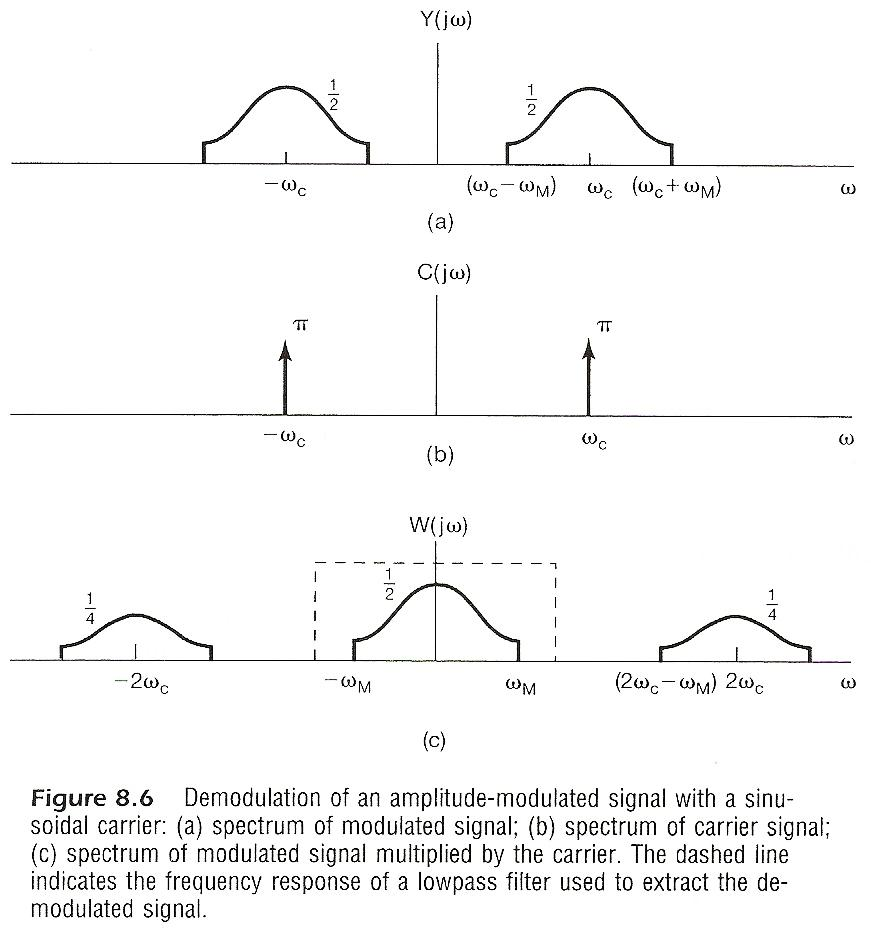 Y(jω)
1/2 1/2
−ωc (ωc−ωM) ωc (ωc+ωM) ω
(a)
C(jω)
π π
−ωc ωc ω
(b)
W(jω)
1/4 1/2 1/4
−2ωc −ωM ωM (2ωc−ωM) 2ωc ω
(c)
Figure 8.6 Demodulation of an amplitude-modulated signal with a sinu-
soidal carrier: (a) spectrum of modulated signal; (b) spectrum of carrier signal;
(c) spectrum of modulated signal multiplied by the carrier. The dashed line
indicates the frequency response of a lowpass filter used to extract the de-
modulated signal.